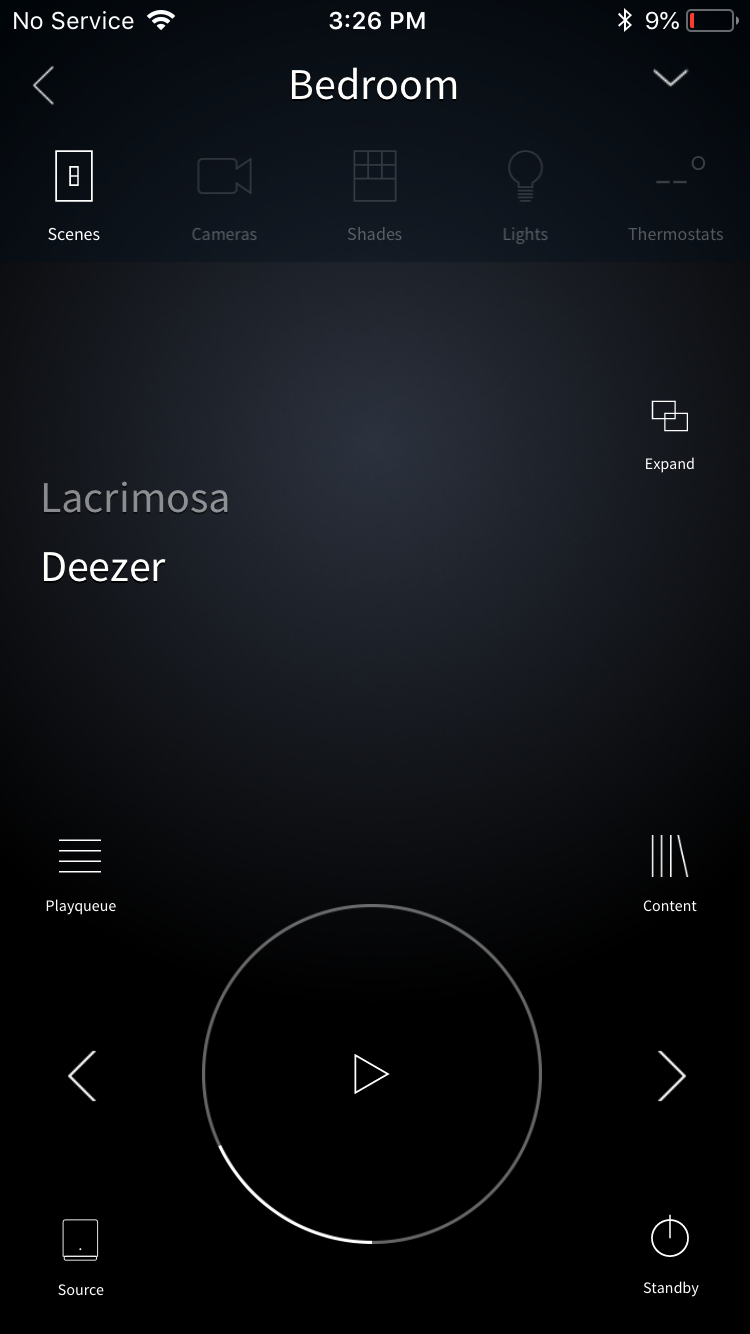 No Service 3:26 PM 9%
Bedroom
Scenes Cameras Shades Lights Thermostats
Expand
Lacrimosa
Deezer
Playqueue Content
Source Standby